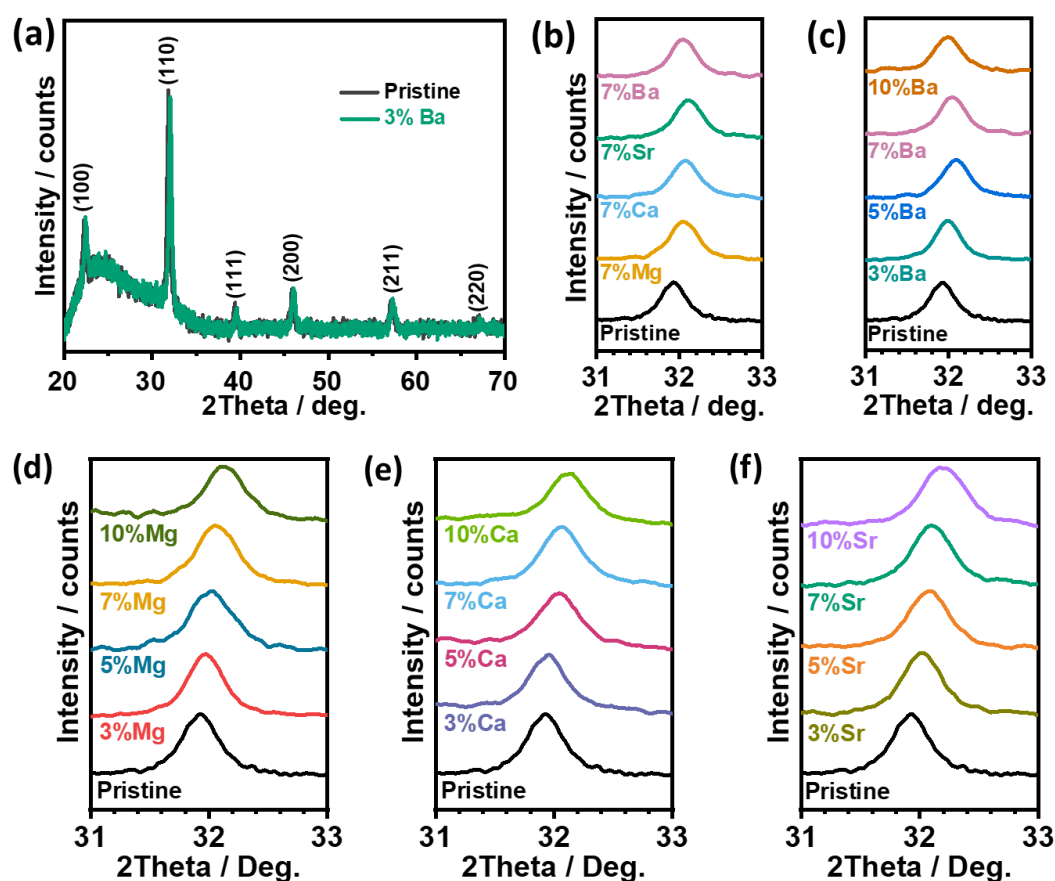 (a)
Intensity / counts
(100)
(110)
(111)
(200)
(211)
(220)
Pristine
3% Ba
20 30 40 50 60 70
2Theta / deg.
(b)
Intensity / counts
7%Ba
7%Sr
7%Ca
7%Mg
Pristine
31 32 33
2Theta / deg.
(c)
Intensity / counts
10%Ba
7%Ba
5%Ba
3%Ba
Pristine
31 32 33
2Theta / deg.
(d)
Intensity / counts
10%Mg
7%Mg
5%Mg
3%Mg
Pristine
31 32 33
2Theta / Deg.
(e)
Intensity / counts
10%Ca
7%Ca
5%Ca
3%Ca
Pristine
31 32 33
2Theta / Deg.
(f)
Intensity / counts
10%Sr
7%Sr
5%Sr
3%Sr
Pristine
31 32 33
2Theta / Deg.